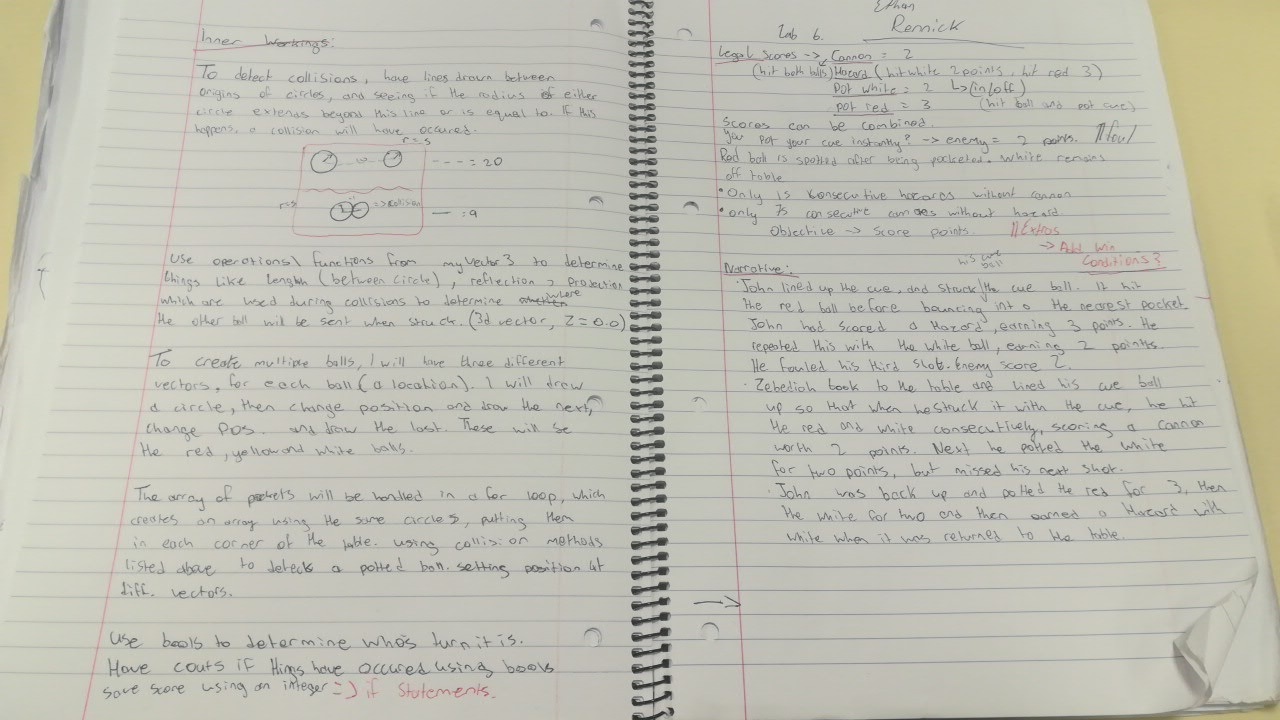 Inner Workings:
To detect collisions, have lines drawn between
origins of circles, and seeing if the radius of either
circle extends beyond this line or is equal to. If this
happens, a collision will have occured.
r=5
---- = 20
r=5
=> collision
— = 9
Use operational functions from myvector3 to determine
things like length (between circle), reflection > projection
which are used during collisions to determine where
the other ball will be sent when struck. (3d vector, Z=0.0)
To create multiple balls, I will have three different
vectors, for each ball (a location). I will draw
a circle, then change position and draw the next,
change pos. and draw the last. These will be
the red, yellow and white balls.
The array of pockets will be handled in a for loop, which
creates an array using the same circles, putting them
in each corner of the table. using collision methods
listed above to detect a potted ball. setting position at
diff. vectors.
Use bools to determine who's turn it is.
Have couts if things have occured using bools
save score using an integer => if statements.
Ethan
Rennick
Lab 6.
Legal Scores -> Cannon = 2
(hit both balls) Hazard (hit white 2 points, hit red 3)
Pot white = 2 (in/off)
pot red = 3 (hit ball and pot cue)
Scores can be combined.
You pot your cue instantly? -> enemy = 2 points. //foul
Red ball is spotted after being pocketed. White remains
off table
• Only 15 consecutive hazards without cannon
• only 75 consecutive cannons without hazard
Objective -> Score points. //Extras
-> Add win
Conditions?
Narrative:
his cue
ball
· John lined up the cue, and struck the cue ball. It hit
the red ball before bouncing into the nearest pocket.
John had scored a Hazard, earning 3 points. He
repeated this with the white ball, earning 2 points.
He fouled his third shot. Enemy score 2.
· Zebediah took to the table and lined his cue ball
up so that when he struck it with the cue, he hit
the red and white consecutively, scoring a cannon
worth 2 points. Next he potted the white
for two points, but missed his next shot.
· John was back up and potted the red for 3, then
the white for two and then earned a Hazard with
white when it was returned to the table.